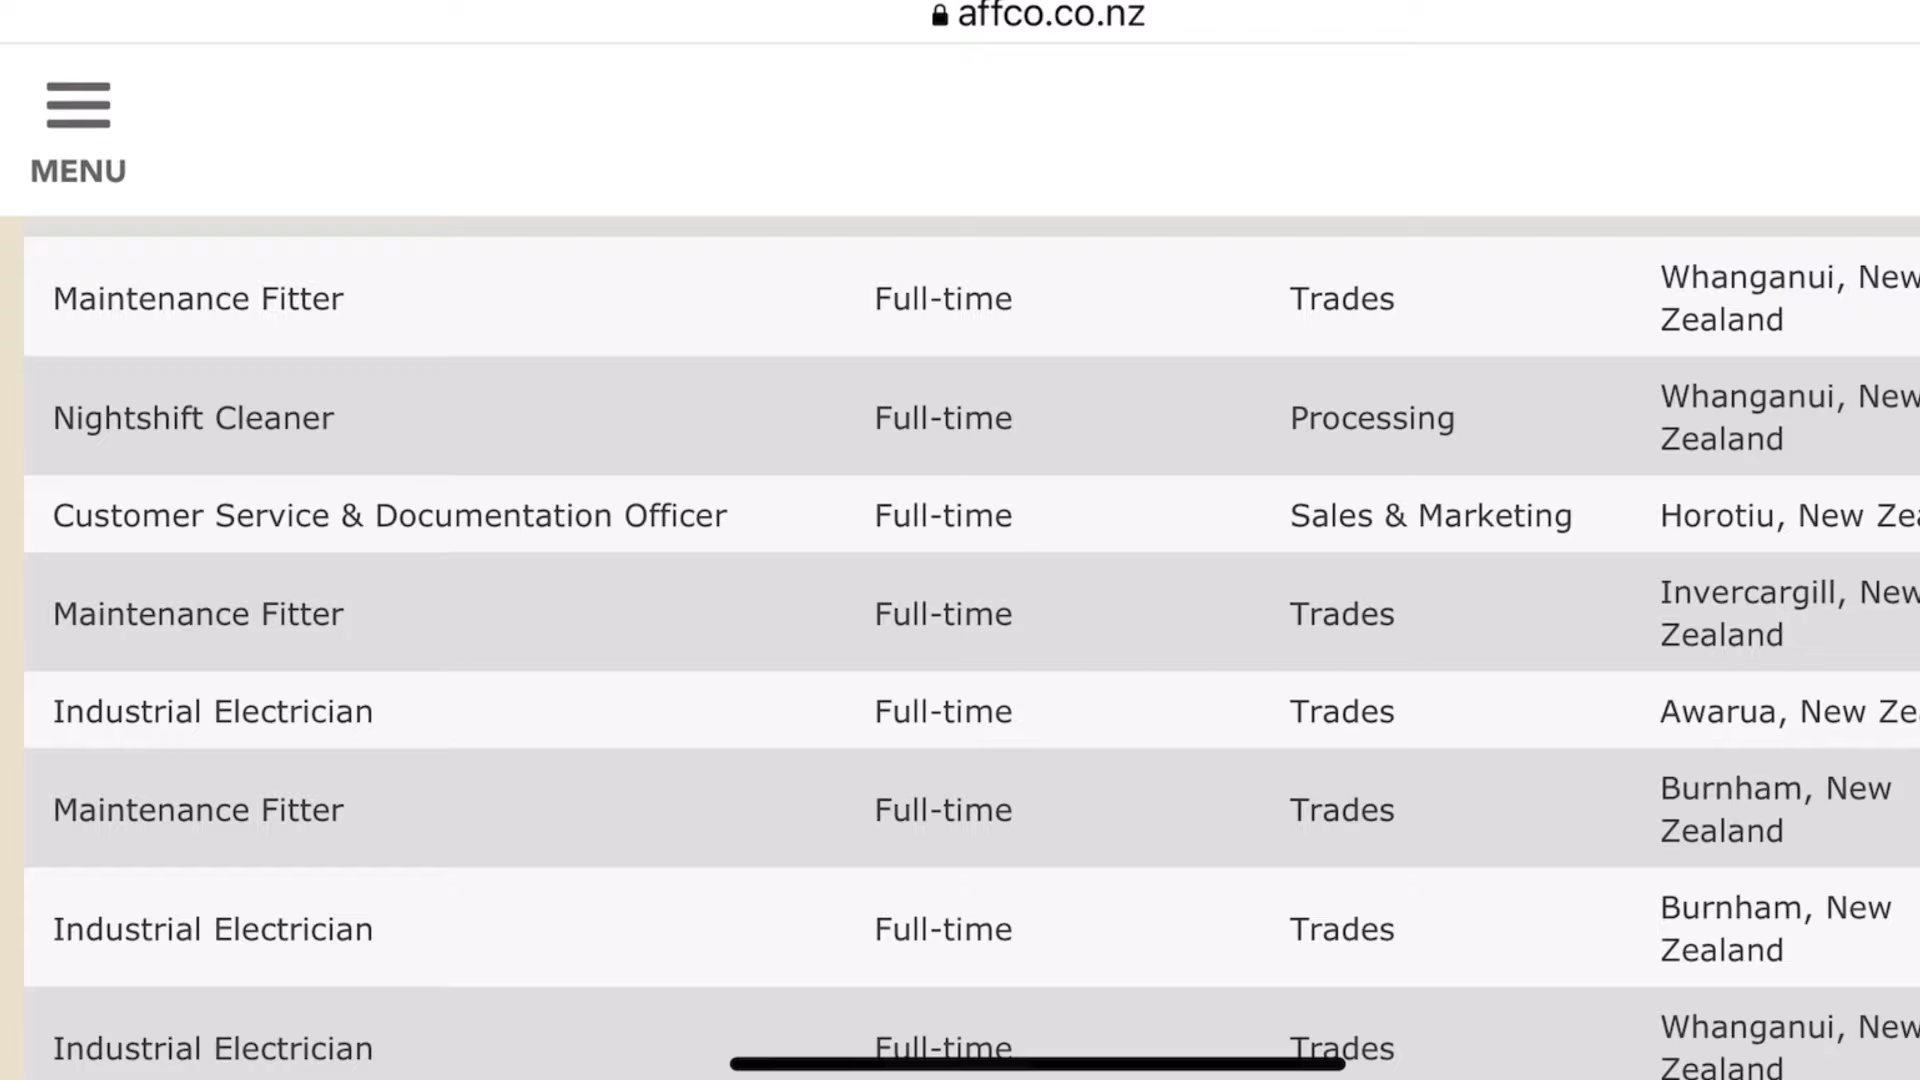 affco.co.nz
MENU
Maintenance Fitter Full-time Trades Whanganui, New
Zealand
Nightshift Cleaner Full-time Processing Whanganui, New
Zealand
Customer Service & Documentation Officer Full-time Sales & Marketing Horotiu, New Zea
Maintenance Fitter Full-time Trades Invercargill, New
Zealand
Industrial Electrician Full-time Trades Awarua, New Zea
Maintenance Fitter Full-time Trades Burnham, New
Zealand
Industrial Electrician Full-time Trades Burnham, New
Zealand
Industrial Electrician Full-time Trades Whanganui, New
Zealand